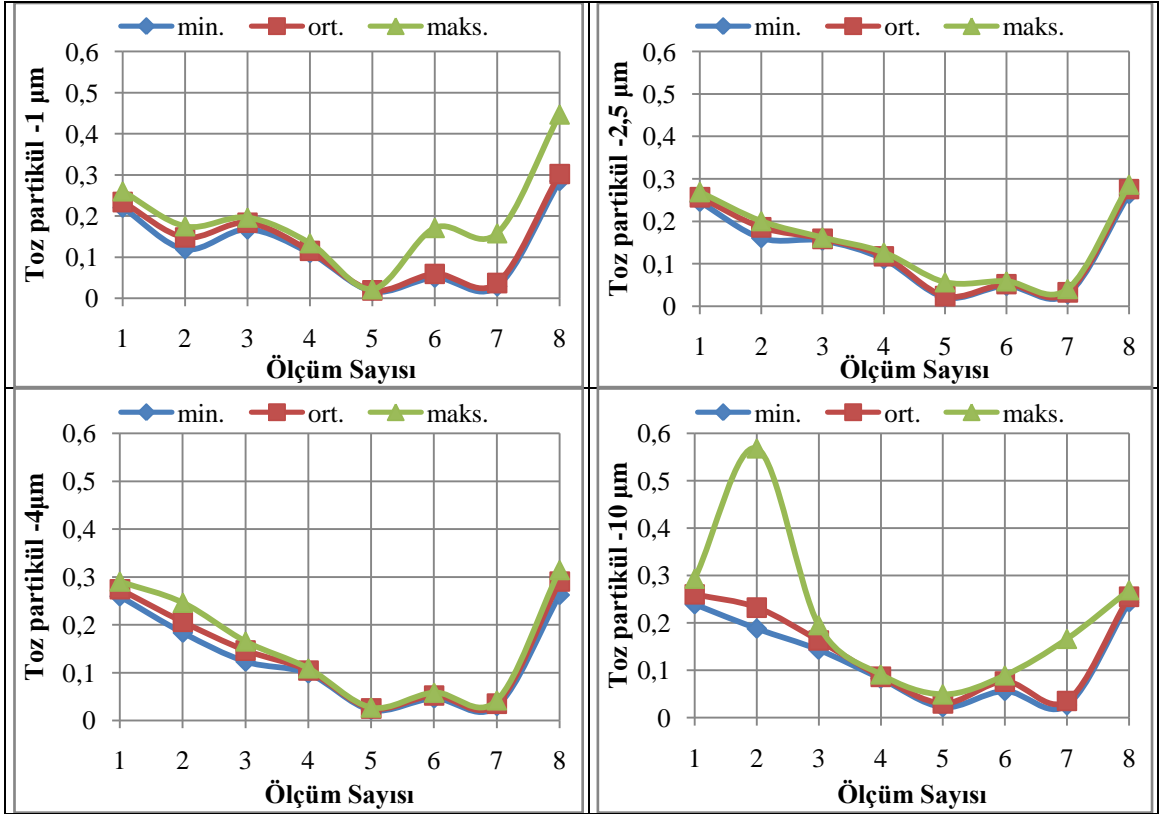 min. ort. maks.
Toz partikül -1 µm
0,6
0,5
0,4
0,3
0,2
0,1
0
1 2 3 4 5 6 7 8
Ölçüm Sayısı
min. ort. maks.
Toz partikül -2,5 µm
0,6
0,5
0,4
0,3
0,2
0,1
0
1 2 3 4 5 6 7 8
Ölçüm Sayısı
min. ort. maks.
Toz partikül -4µm
0,6
0,5
0,4
0,3
0,2
0,1
0
1 2 3 4 5 6 7 8
Ölçüm Sayısı
min. ort. maks.
Toz partikül -10 µm
0,6
0,5
0,4
0,3
0,2
0,1
0
1 2 3 4 5 6 7 8
Ölçüm Sayısı